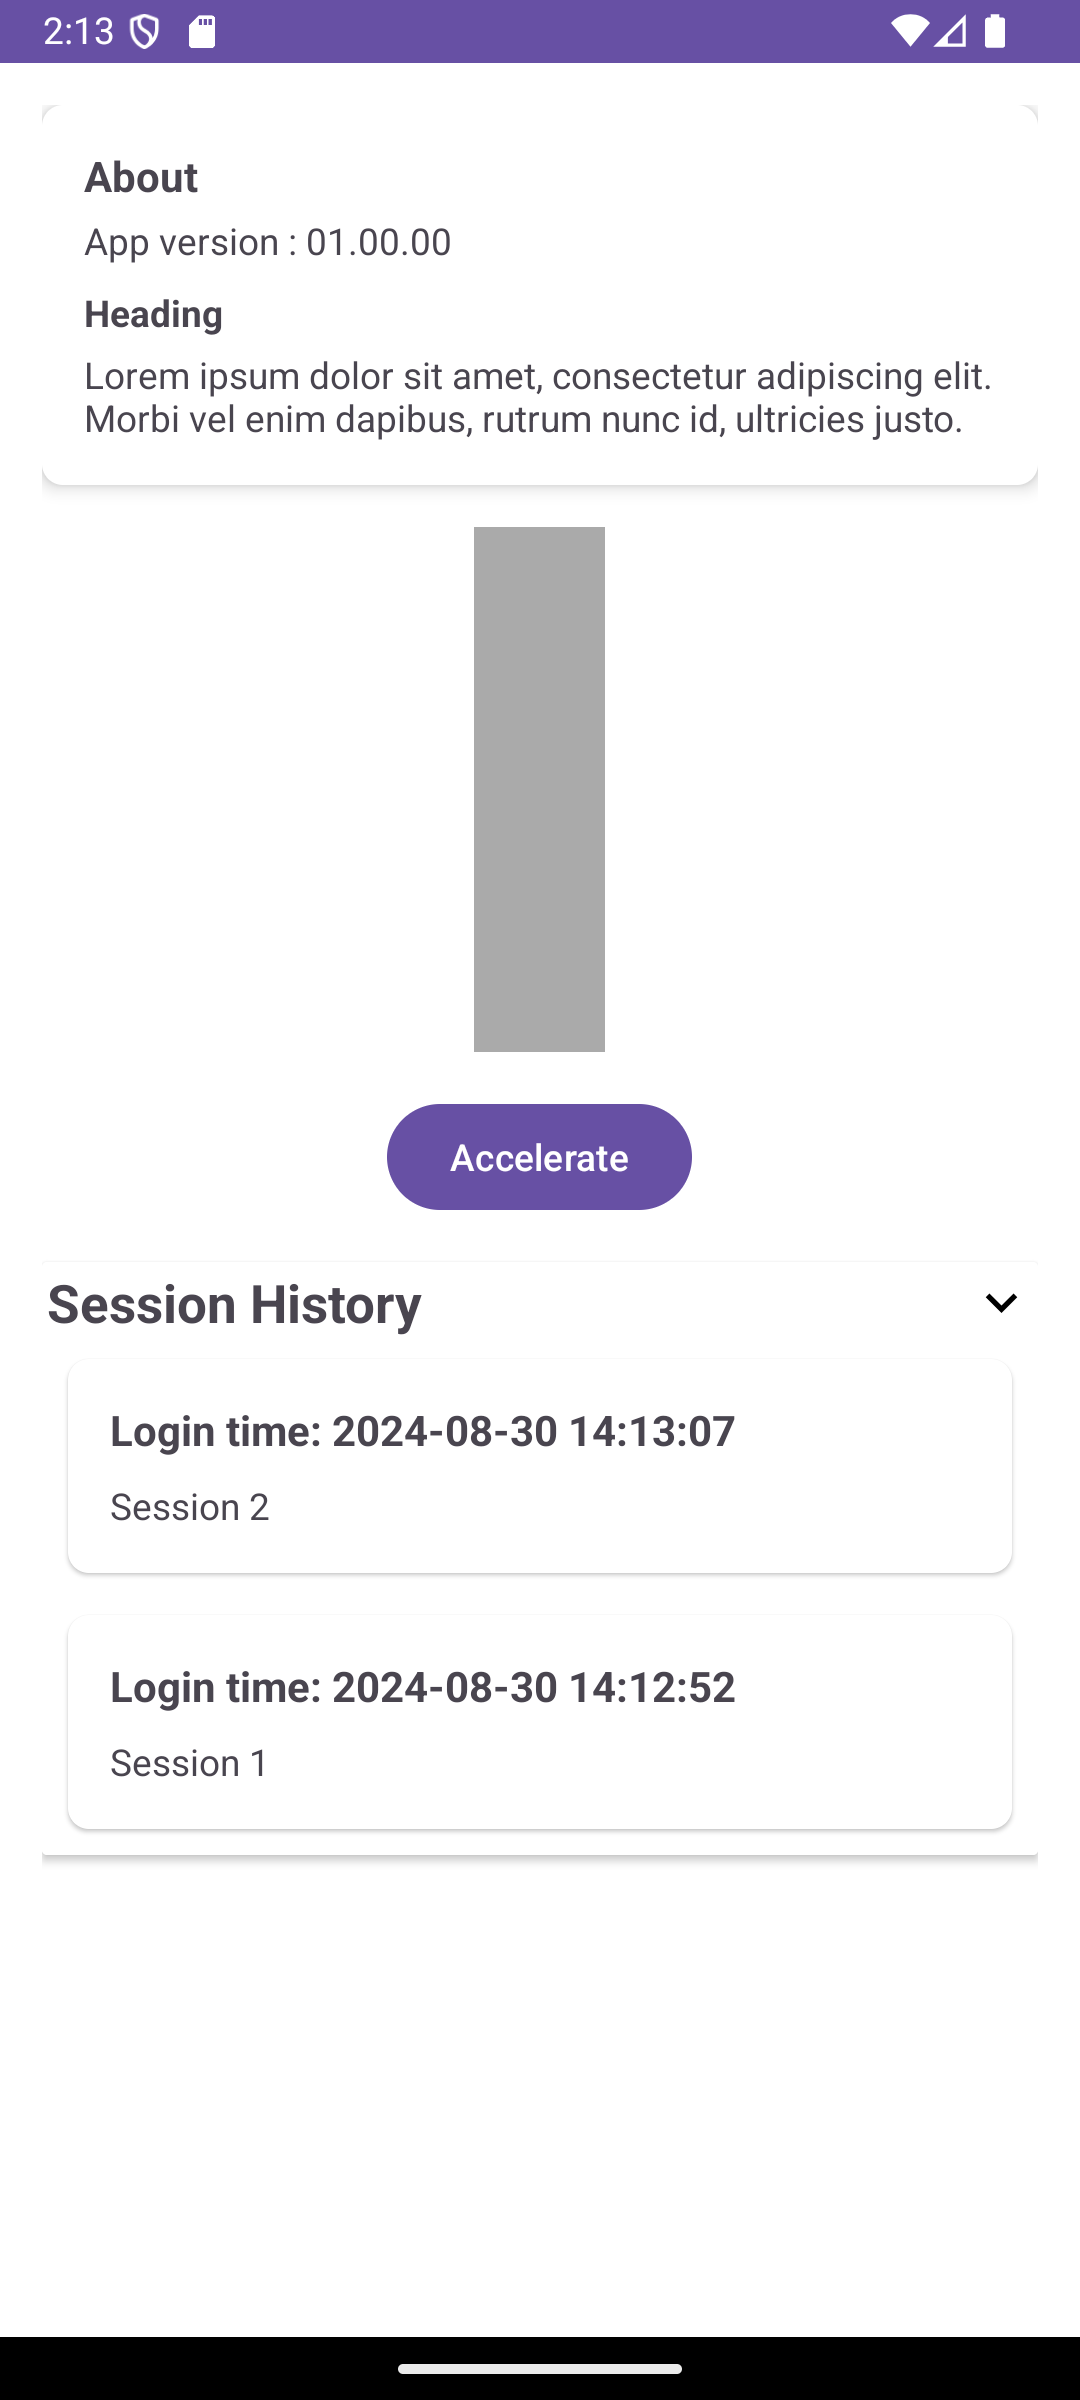 2:13
About
App version : 01.00.00
Heading
Lorem ipsum dolor sit amet, consectetur adipiscing elit.
Morbi vel enim dapibus, rutrum nunc id, ultricies justo.
Accelerate
Session History
Login time: 2024-08-30 14:13:07
Session 2
Login time: 2024-08-30 14:12:52
Session 1